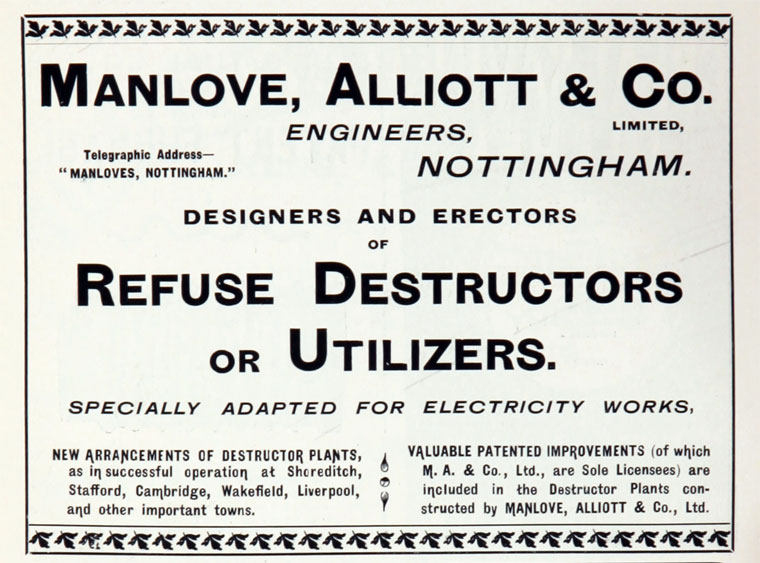 MANLOVE, ALLIOTT & CO.
LIMITED,
ENGINEERS,
Telegraphic Address—
"MANLOVES, NOTTINGHAM."
NOTTINGHAM.
DESIGNERS AND ERECTORS
OF
REFUSE DESTRUCTORS
OR UTILIZERS.
SPECIALLY ADAPTED FOR ELECTRICITY WORKS,
NEW ARRANGEMENTS OF DESTRUCTOR PLANTS,
as in successful operation at Shoreditch,
Stafford, Cambridge, Wakefield, Liverpool,
and other important towns.
VALUABLE PATENTED IMPROVEMENTS (of which
M. A. & Co., Ltd., are Sole Licensees) are
included in the Destructor Plants con-
structed by MANLOVE, ALLIOTT & Co., Ltd.